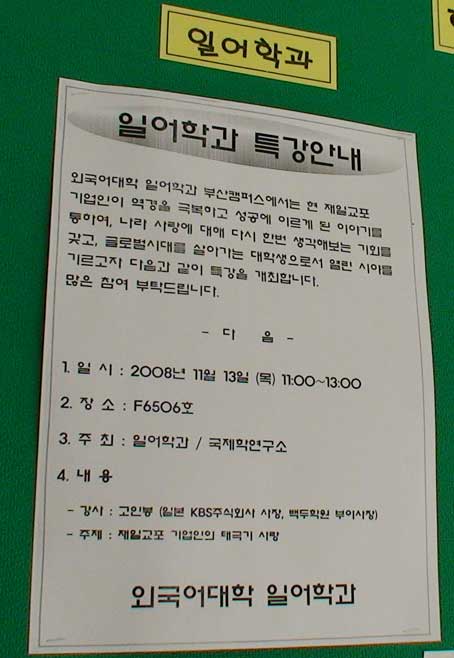 일어학과
일어학과 특강안내
외국어대학 일어학과 부산캠퍼스에서는 현 재일교포
기업인이 역경을 극복하고 성공에 이르게 된 이야기를
통하여, 나라 사랑에 대해 다시 한번 생각해보는 기회를
갖고, 글로벌시대를 살아가는 대학생으로서 열린 시야를
기르고자 다음과 같이 특강을 개최합니다.
많은 참여 부탁드립니다.
- 다 음 -
1. 일 시 : 2008년 11월 13일 (목) 11:00~13:00
2. 장 소 : F6506호
3. 주 최 : 일어학과 / 국제학연구소
4. 내 용
- 강사 : 고인봉 (일본 KBS주식회사 사장, 백두학원 부이사장)
- 주제 : 재일교포 기업인의 태극기 사랑
외국어대학 일어학과